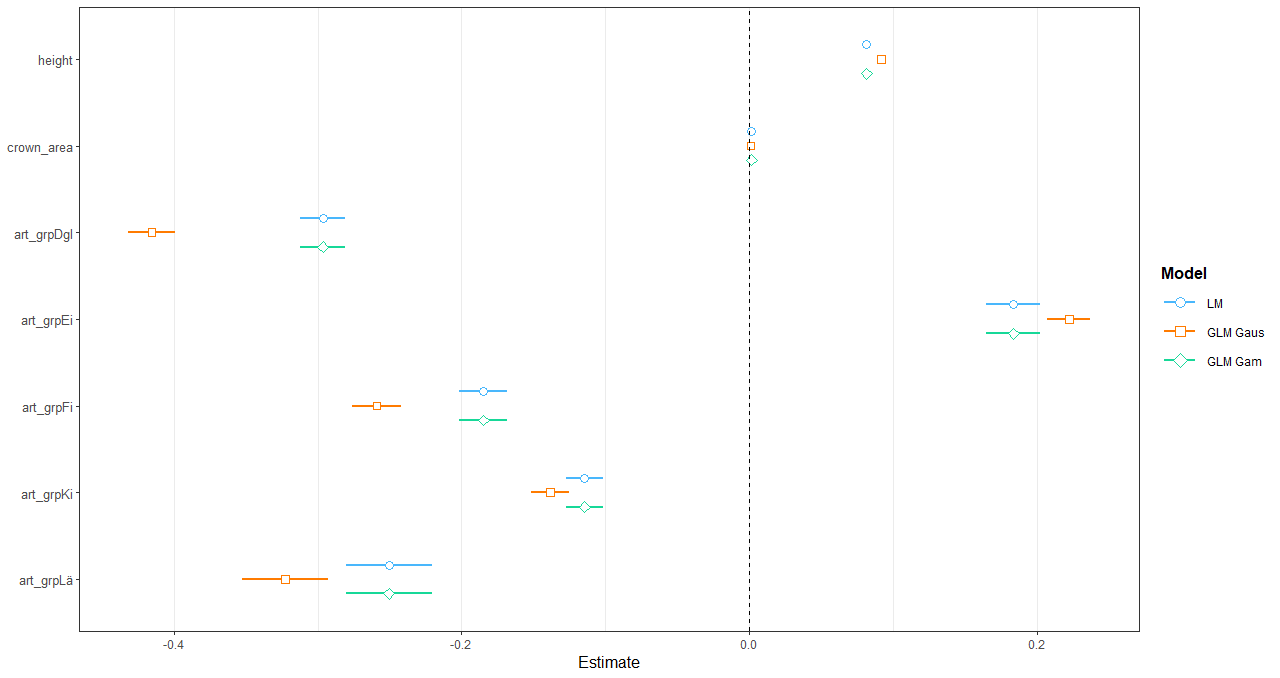 height
crown_area
art_grpDgl
art_grpEi
art_grpFi
art_grpKi
art_grpLä
-0.4 -0.2 0.0 0.2
Estimate
Model
LM
GLM Gaus
GLM Gam